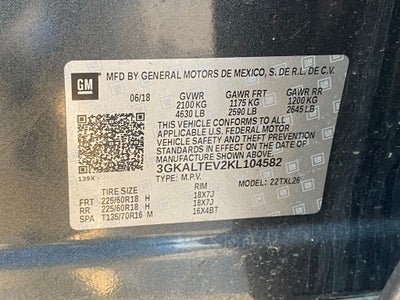 GM
MFD BY GENERAL MOTORS DE MEXICO, S. DE R.L. DE C.V.
06/18 GVWR GAWR FRT GAWR RR
2100 KG 1175 KG 1200 KG
4630 LB 2590 LB 2645 LB
THIS VEHICLE CONFORMS TO ALL
APPLICABLE U.S. FEDERAL MOTOR
VEHICLE SAFETY AND THEFT PREVENTION
STANDARDS IN EFFECT ON THE DATE OF
MANUFACTURE SHOWN ABOVE.
3GKALTEV2KL104582
139X
TYPE: M.P.V. MODEL: 22TXL26
TIRE SIZE RIM
FRT 225/60R18 H 18X7J
RR 225/60R18 H 18X7J
SPA T135/70R16 M 16X4BT